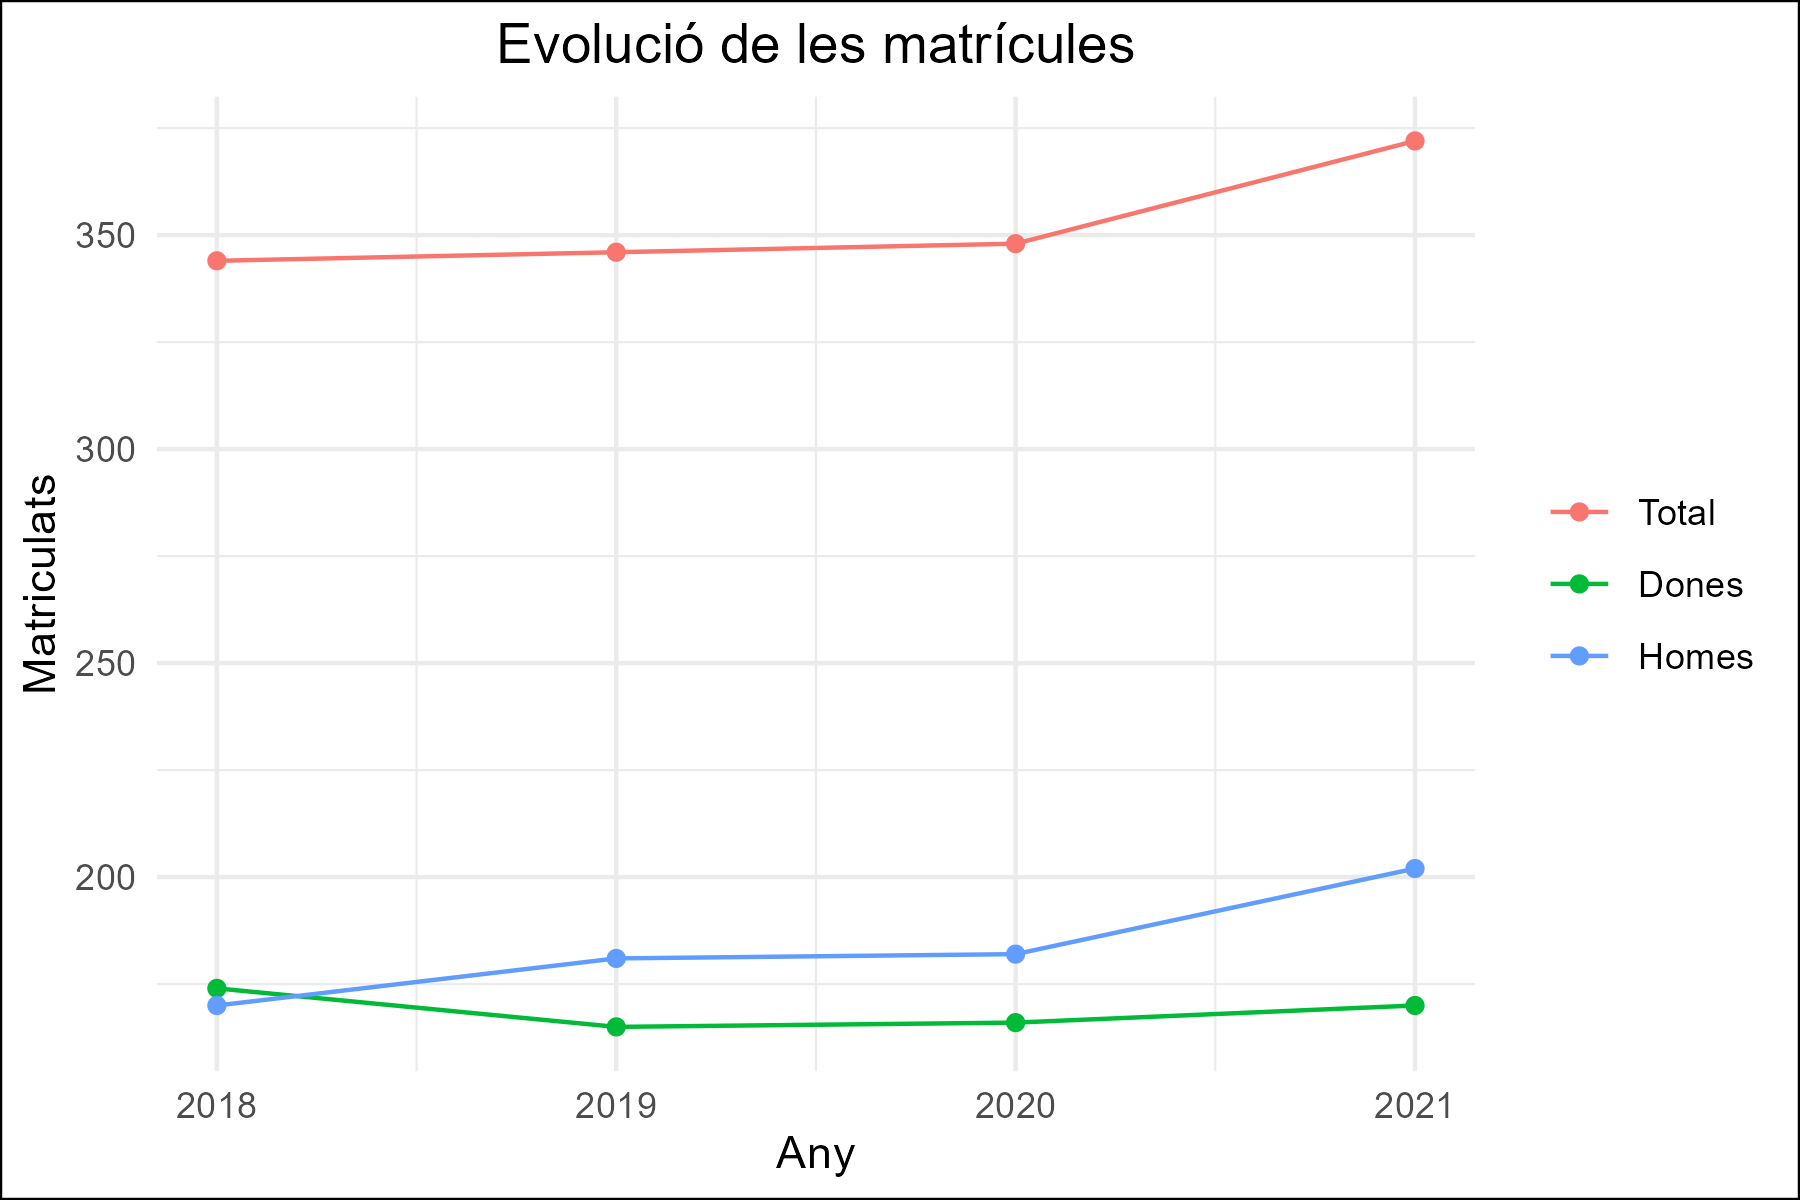 Evolució de les matrícules
Matriculats
350
300
250
200
2018
2019
2020
2021
Any
Total
Dones
Homes